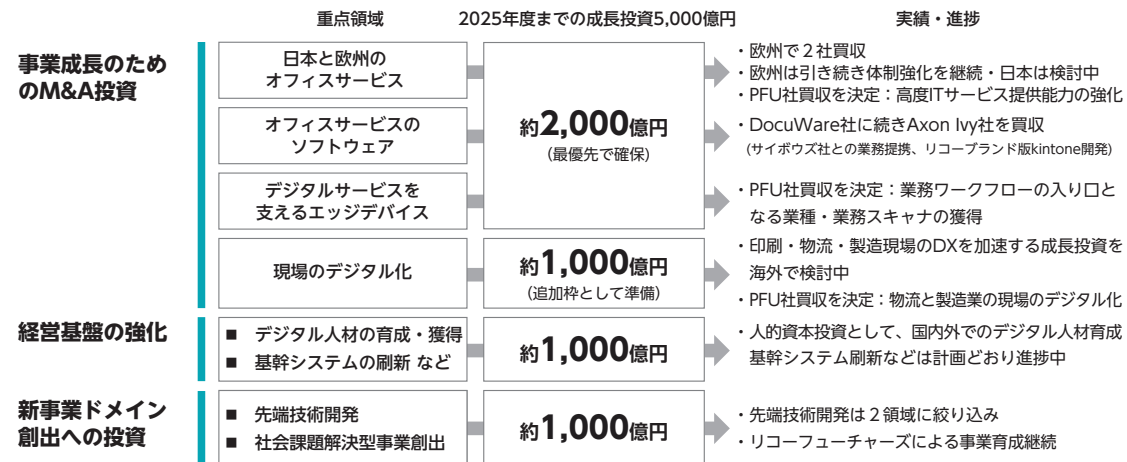 重点領域
2025年度までの成長投資5,000億円
実績・進捗
事業成長のため
のM&A投資
日本と欧州の
オフィスサービス
オフィスサービスの
ソフトウェア
デジタルサービスを
支えるエッジデバイス
約2,000億円
(最優先で確保)
・欧州で2社買収
・欧州は引き続き体制強化を継続・日本は検討中
・PFU社買収を決定：高度ITサービス提供能力の強化
・DocuWare社に続きAxon Ivy社を買収
(サイボウズ社との業務提携、リコーブランド版kintone開発)
・PFU社買収を決定：業務ワークフローの入り口と
なる業種・業務スキャナの獲得
現場のデジタル化
約1,000億円
(追加枠として準備)
・印刷・物流・製造現場のDXを加速する成長投資を
海外で検討中
・PFU社買収を決定：物流と製造業の現場のデジタル化
経営基盤の強化
■ デジタル人材の育成・獲得
■ 基幹システムの刷新 など
約1,000億円
・人的資本投資として、国内外でのデジタル人材育成
基幹システム刷新などは計画どおり進捗中
新事業ドメイン
創出への投資
■ 先端技術開発
■ 社会課題解決型事業創出
約1,000億円
・先端技術開発は2領域に絞り込み
・リコーフューチャーズによる事業育成継続